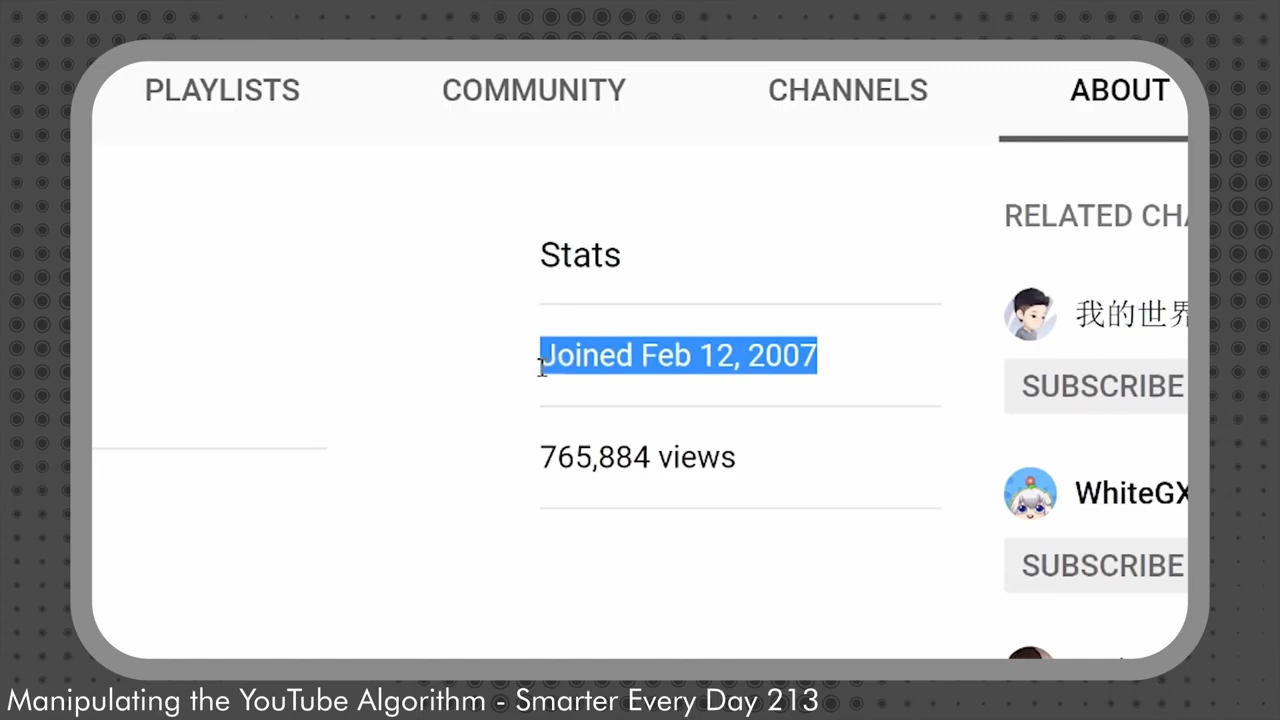 PLAYLISTS COMMUNITY CHANNELS ABOUT
RELATED CHA
Stats
我的世界
Joined Feb 12, 2007
SUBSCRIBE
765,884 views
WhiteGX
SUBSCRIBE
Manipulating the YouTube Algorithm - Smarter Every Day 213